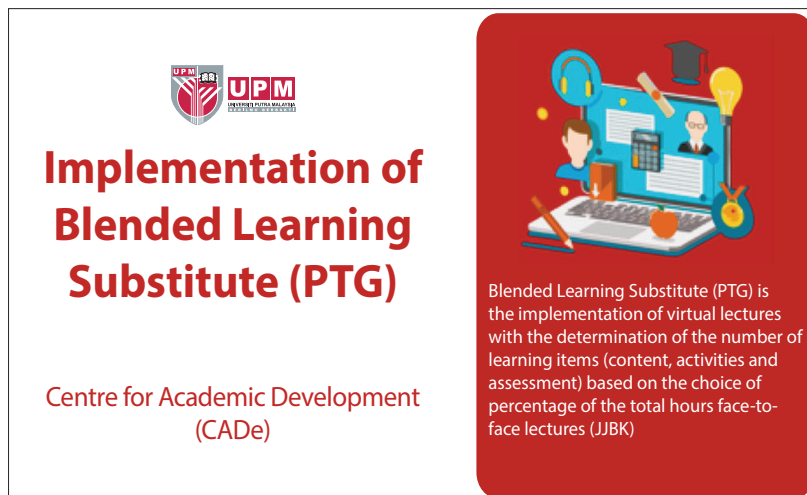 UPM
UPM
UNIVERSITI PUTRA MALAYSIA
Implementation of
Blended Learning
Substitute (PTG)
Centre for Academic Development
(CADe)
Blended Learning Substitute (PTG) is
the implementation of virtual lectures
with the determination of the number of
learning items (content, activities and
assessment) based on the choice of
percentage of the total hours face-to-
face lectures (JJBK)